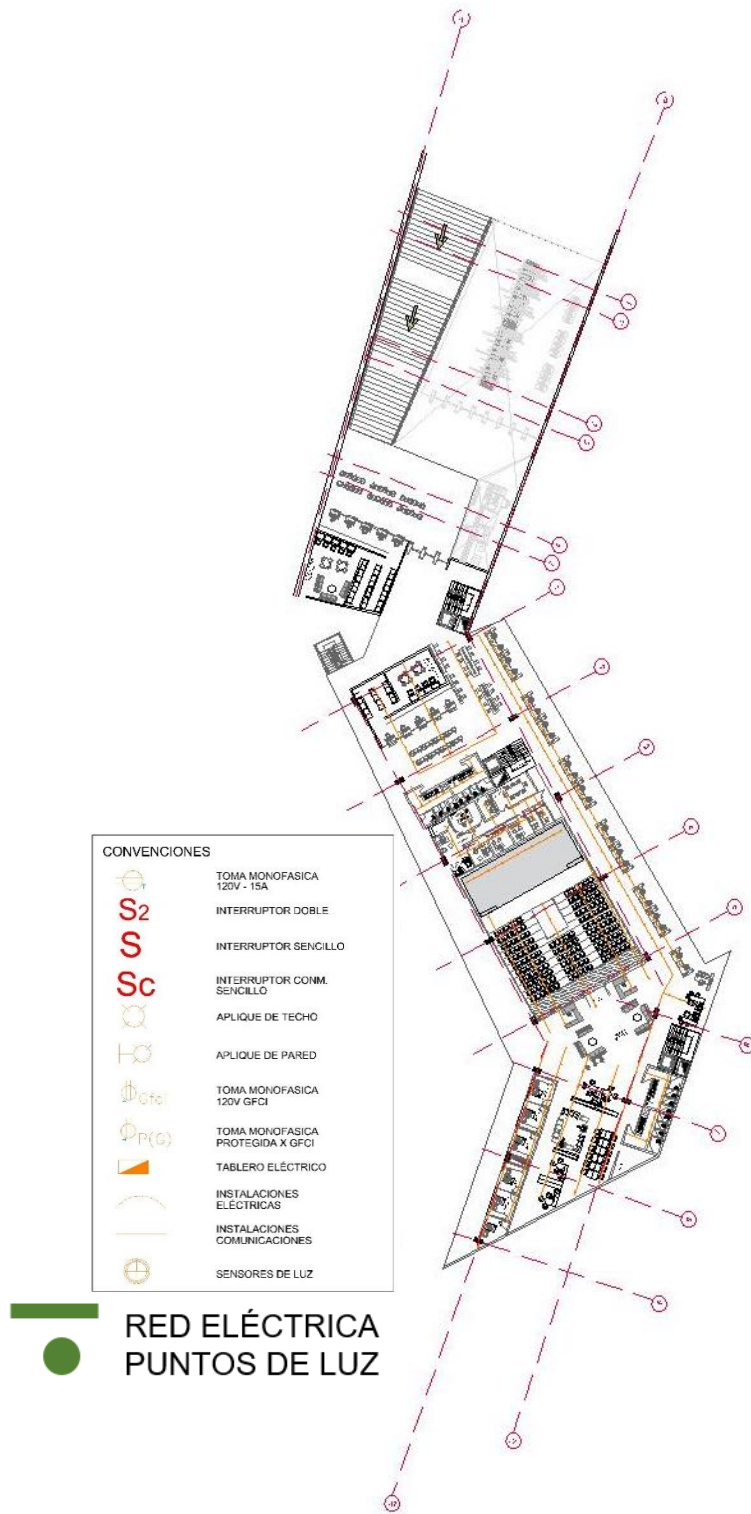 CONVENCIONES
TOMA MONOFASICA
120V - 15A
S2
INTERRUPTOR DOBLE
S
INTERRUPTOR SENCILLO
Sc
INTERRUPTOR CONM.
SENCILLO
APLIQUE DE TECHO
APLIQUE DE PARED
Gfci
TOMA MONOFASICA
120V GFCI
P(G)
TOMA MONOFASICA
PROTEGIDA X GFCI
TABLERO ELÉCTRICO
INSTALACIONES
ELÉCTRICAS
INSTALACIONES
COMUNICACIONES
SENSORES DE LUZ
RED ELÉCTRICA
PUNTOS DE LUZ